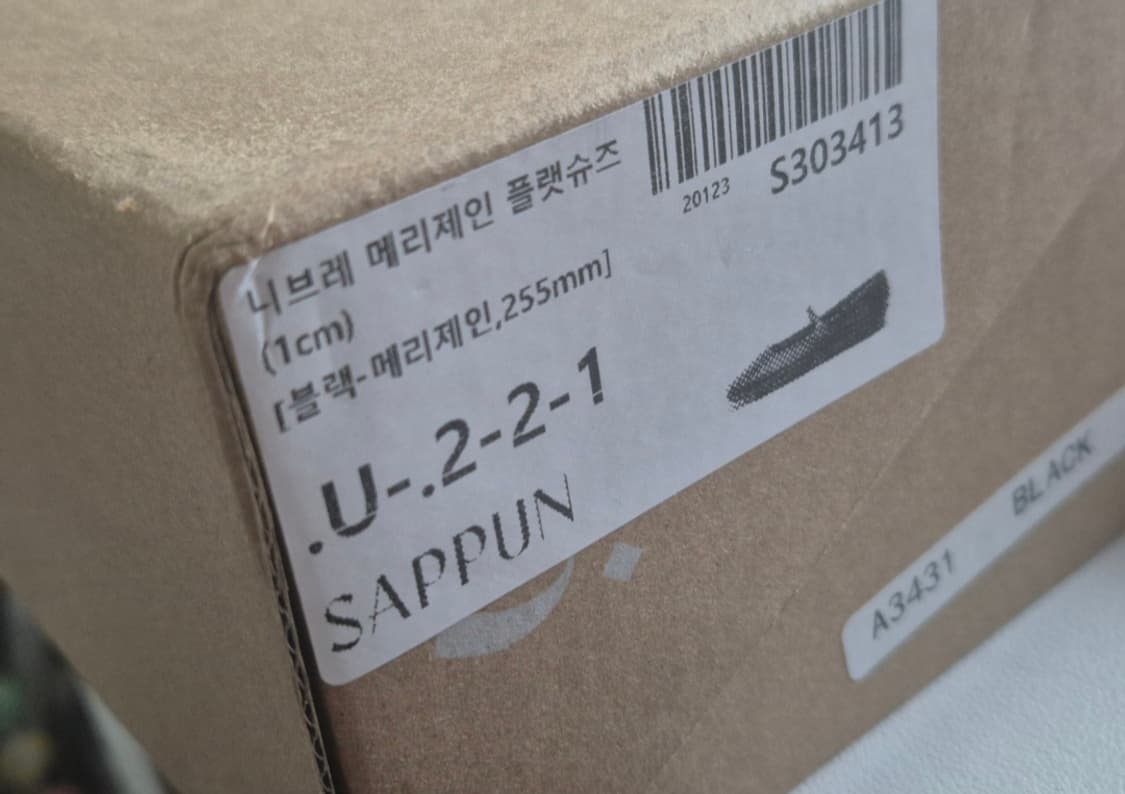 니브레 메리제인 플랫슈즈
(1cm)
[블랙-메리제인,255mm]
.U-.2-2-1
SAPPUN
20123
S303413
A3431 BLACK